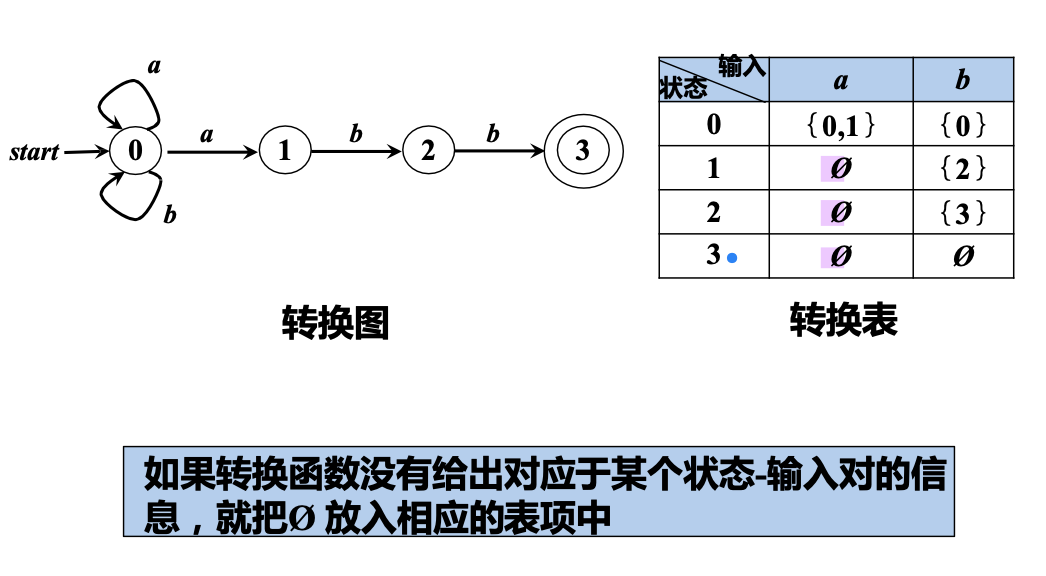 a
start 0 a 1 b 2 b 3
b
输入
状态 a b
0 {0,1} {0}
1 Ø {2}
2 Ø {3}
3 Ø Ø
转换图
转换表
如果转换函数没有给出对应于某个状态-输入对的信
息，就把Ø 放入相应的表项中